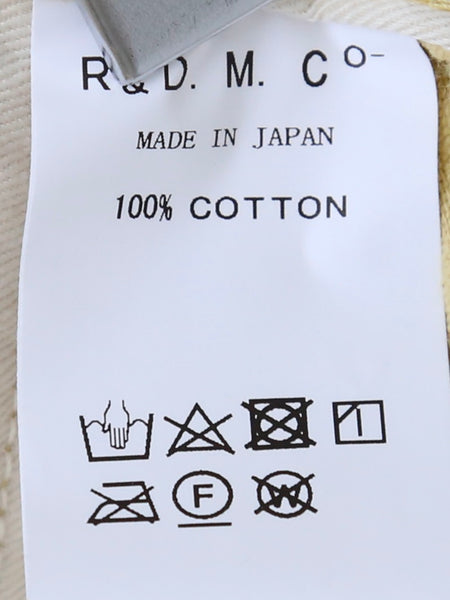 R & D. M. Co-
MADE IN JAPAN
100% COTTON
F
W